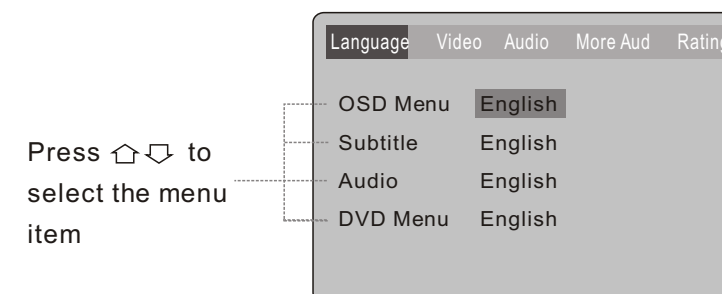 Language Video Audio More Aud Rating
OSD Menu English
Subtitle English
Audio English
DVD Menu English
Press ⇧ ⇩ to
select the menu
item